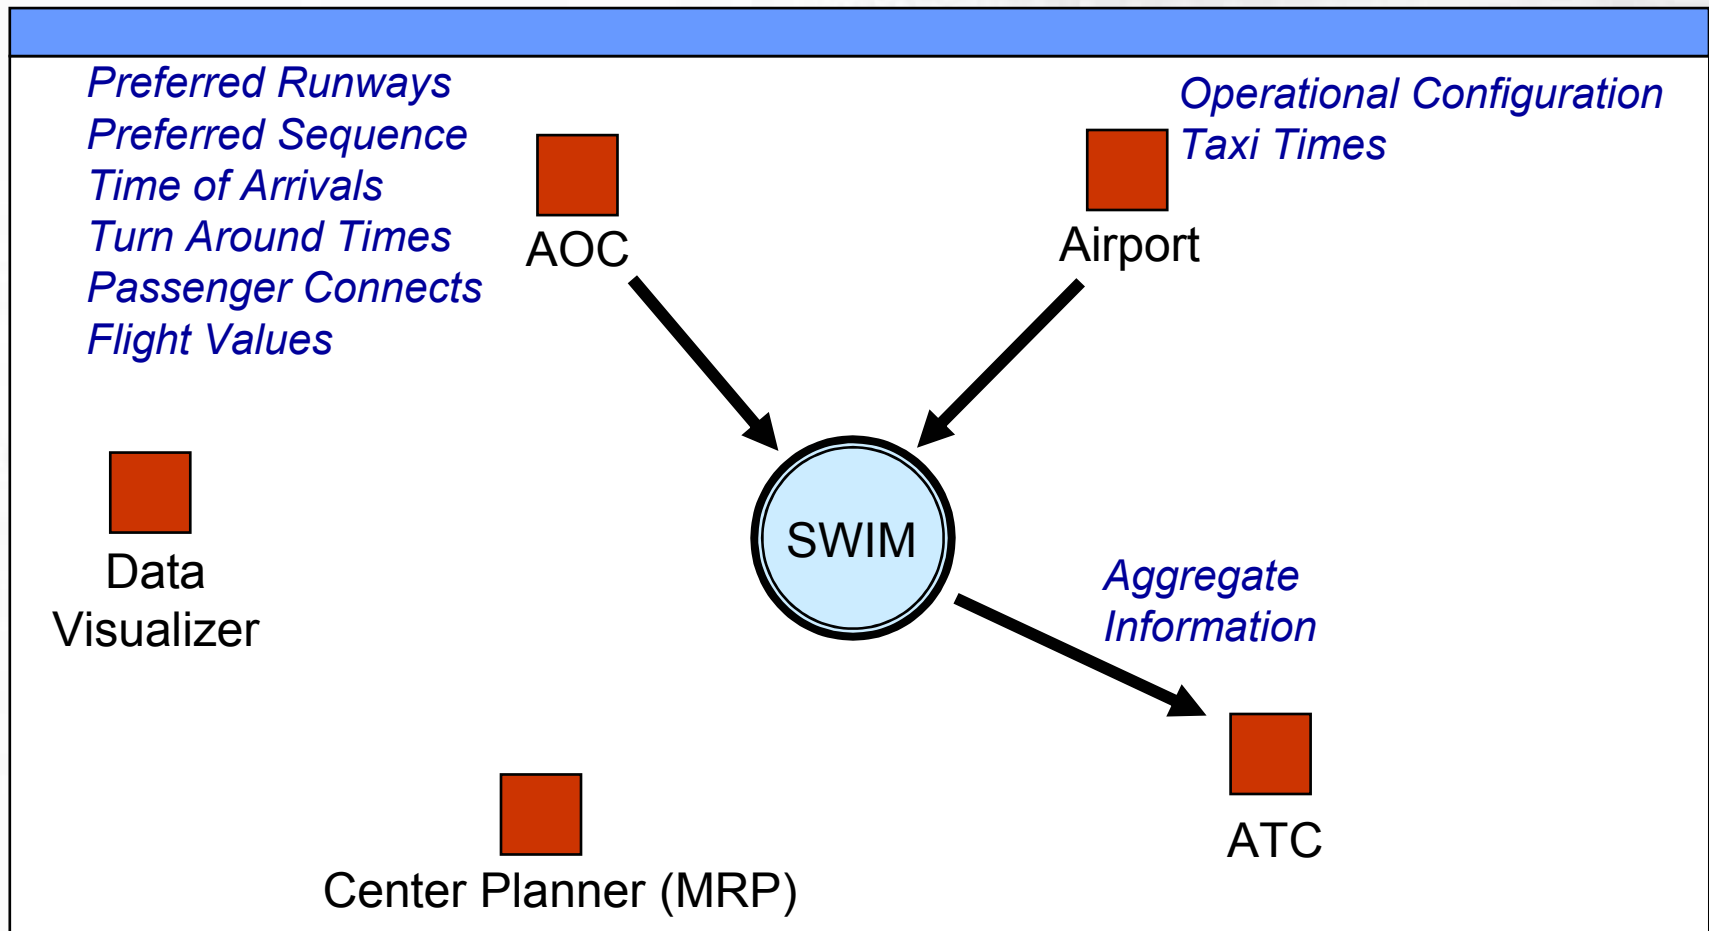 Preferred Runways
Preferred Sequence
Time of Arrivals
Turn Around Times
Passenger Connects
Flight Values
AOC
Operational Configuration
Taxi Times
Airport
Data
Visualizer
SWIM
Aggregate
Information
ATC
Center Planner (MRP)